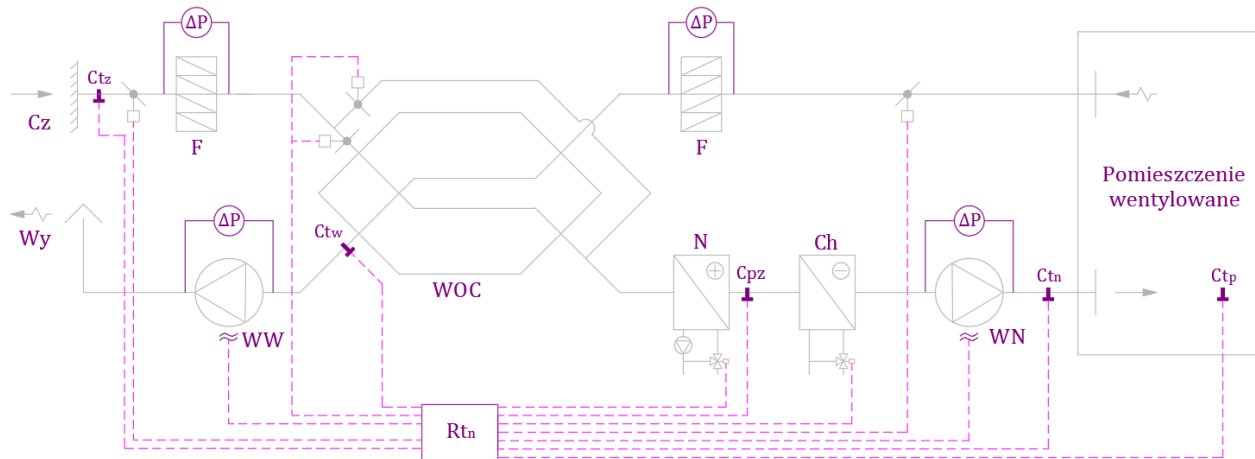 ΔP
ΔP
Ctz
Cz
F
F
Pomieszczenie
wentylowane
ΔP
Wy
Ctw
WOC
N
Cpz
Ch
ΔP
Ctn
Ctp
WW
WN
Rtn